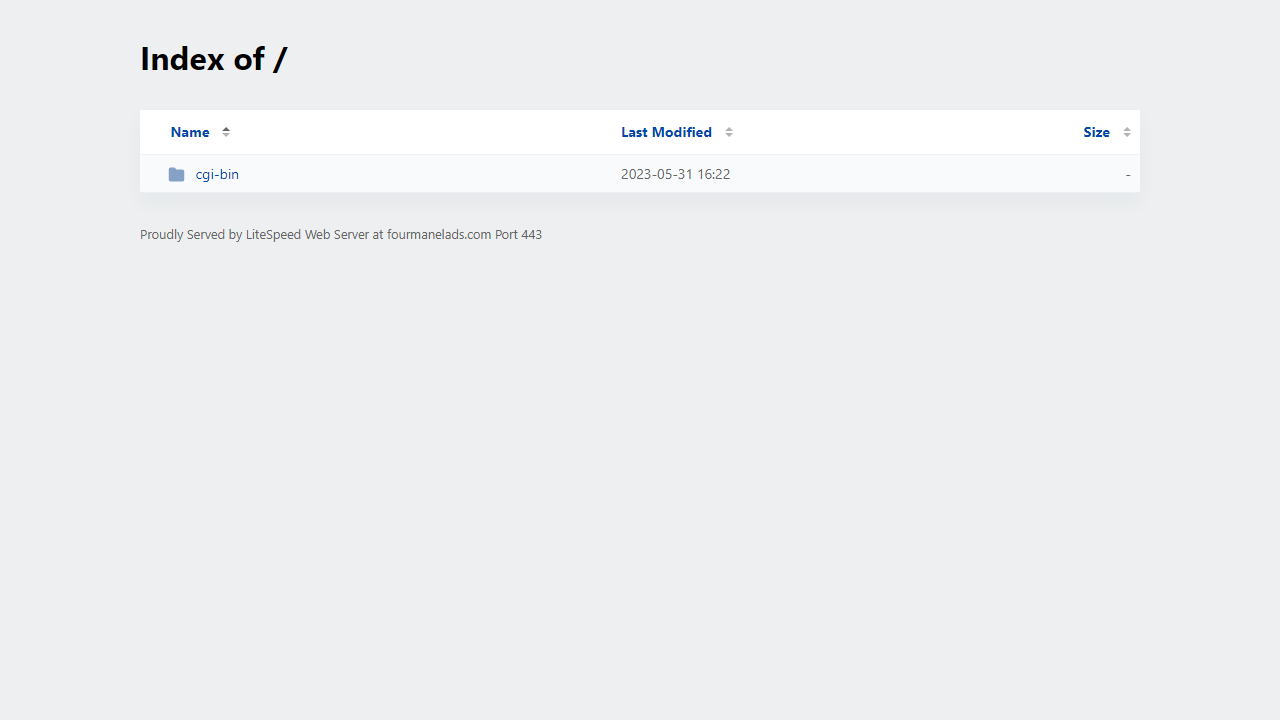 Index of /
Name Last Modified Size
cgi-bin 2023-05-31 16:22 -
Proudly Served by LiteSpeed Web Server at fourmanelads.com Port 443